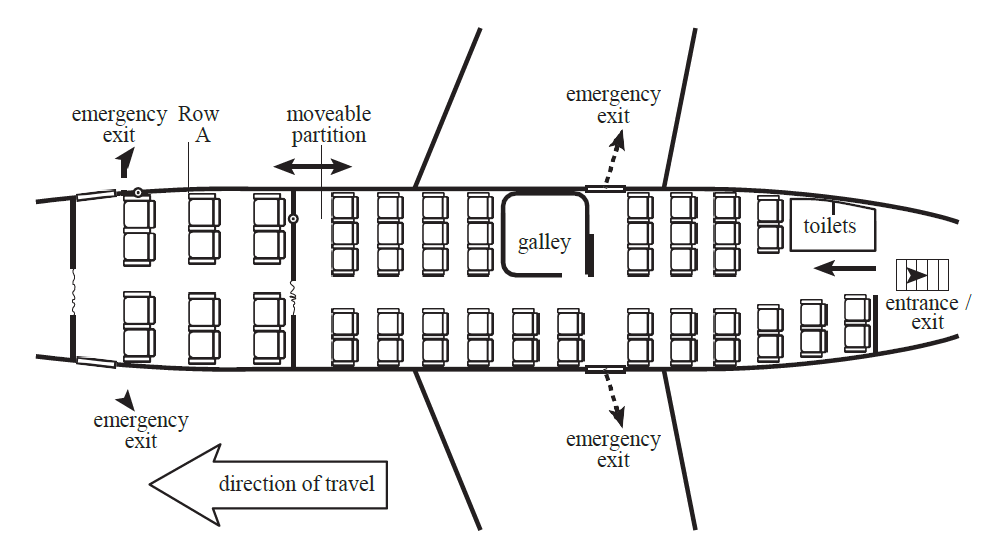 emergency
exit
Row
A
moveable
partition
emergency
exit
galley
toilets
entrance /
exit
emergency
exit
emergency
exit
direction of travel